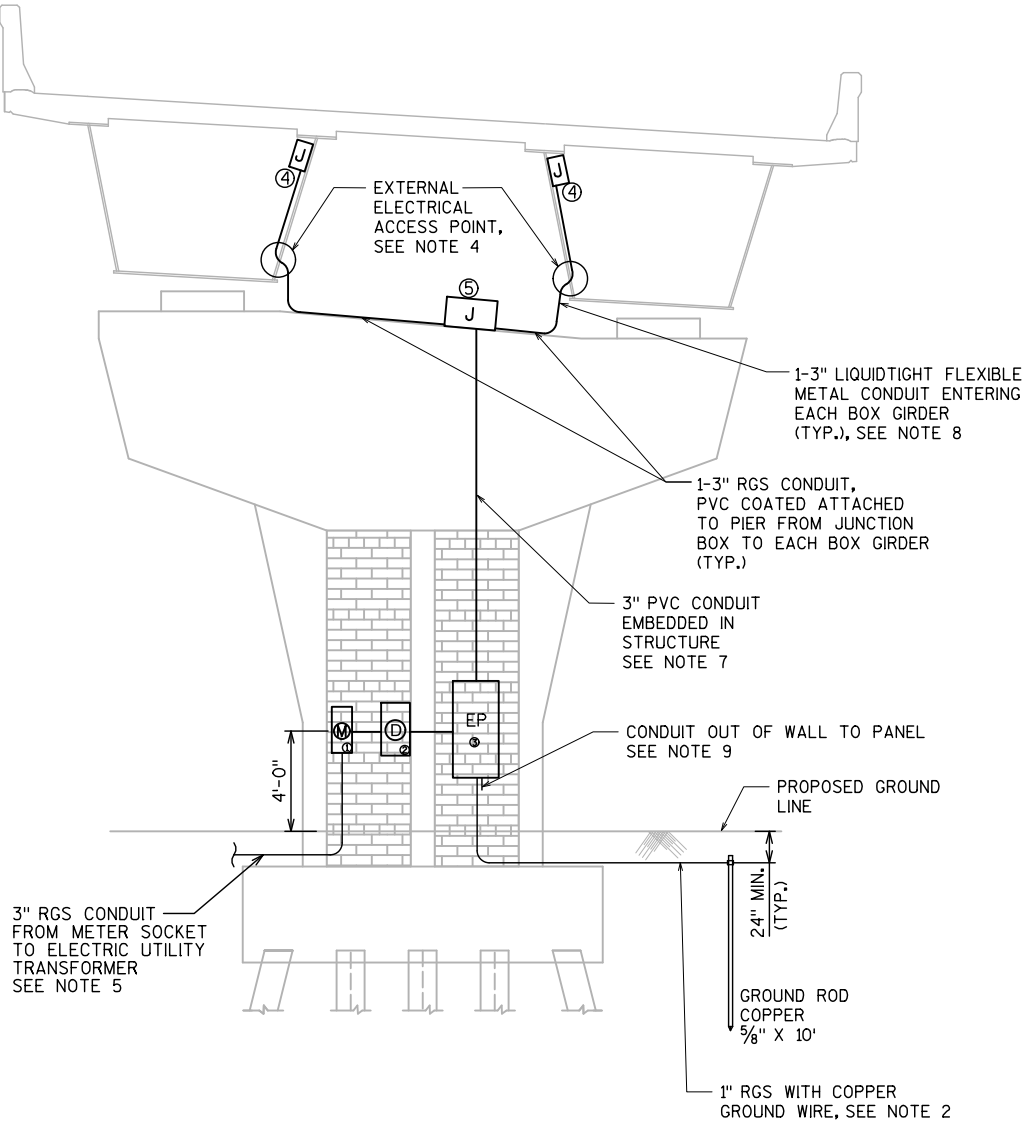 J
④
J
④
EXTERNAL
ELECTRICAL
ACCESS POINT,
SEE NOTE 4
⑤
J
1-3" LIQUIDTIGHT FLEXIBLE
METAL CONDUIT ENTERING
EACH BOX GIRDER
(TYP.), SEE NOTE 8
1-3" RGS CONDUIT,
PVC COATED ATTACHED
TO PIER FROM JUNCTION
BOX TO EACH BOX GIRDER
(TYP.)
3" PVC CONDUIT
EMBEDDED IN
STRUCTURE
SEE NOTE 7
M
①
D
②
EP
③
CONDUIT OUT OF WALL TO PANEL
SEE NOTE 9
4'-0"
PROPOSED GROUND
LINE
24" MIN.
(TYP.)
3" RGS CONDUIT
FROM METER SOCKET
TO ELECTRIC UTILITY
TRANSFORMER
SEE NOTE 5
GROUND ROD
COPPER
⅝" X 10'
1" RGS WITH COPPER
GROUND WIRE, SEE NOTE 2